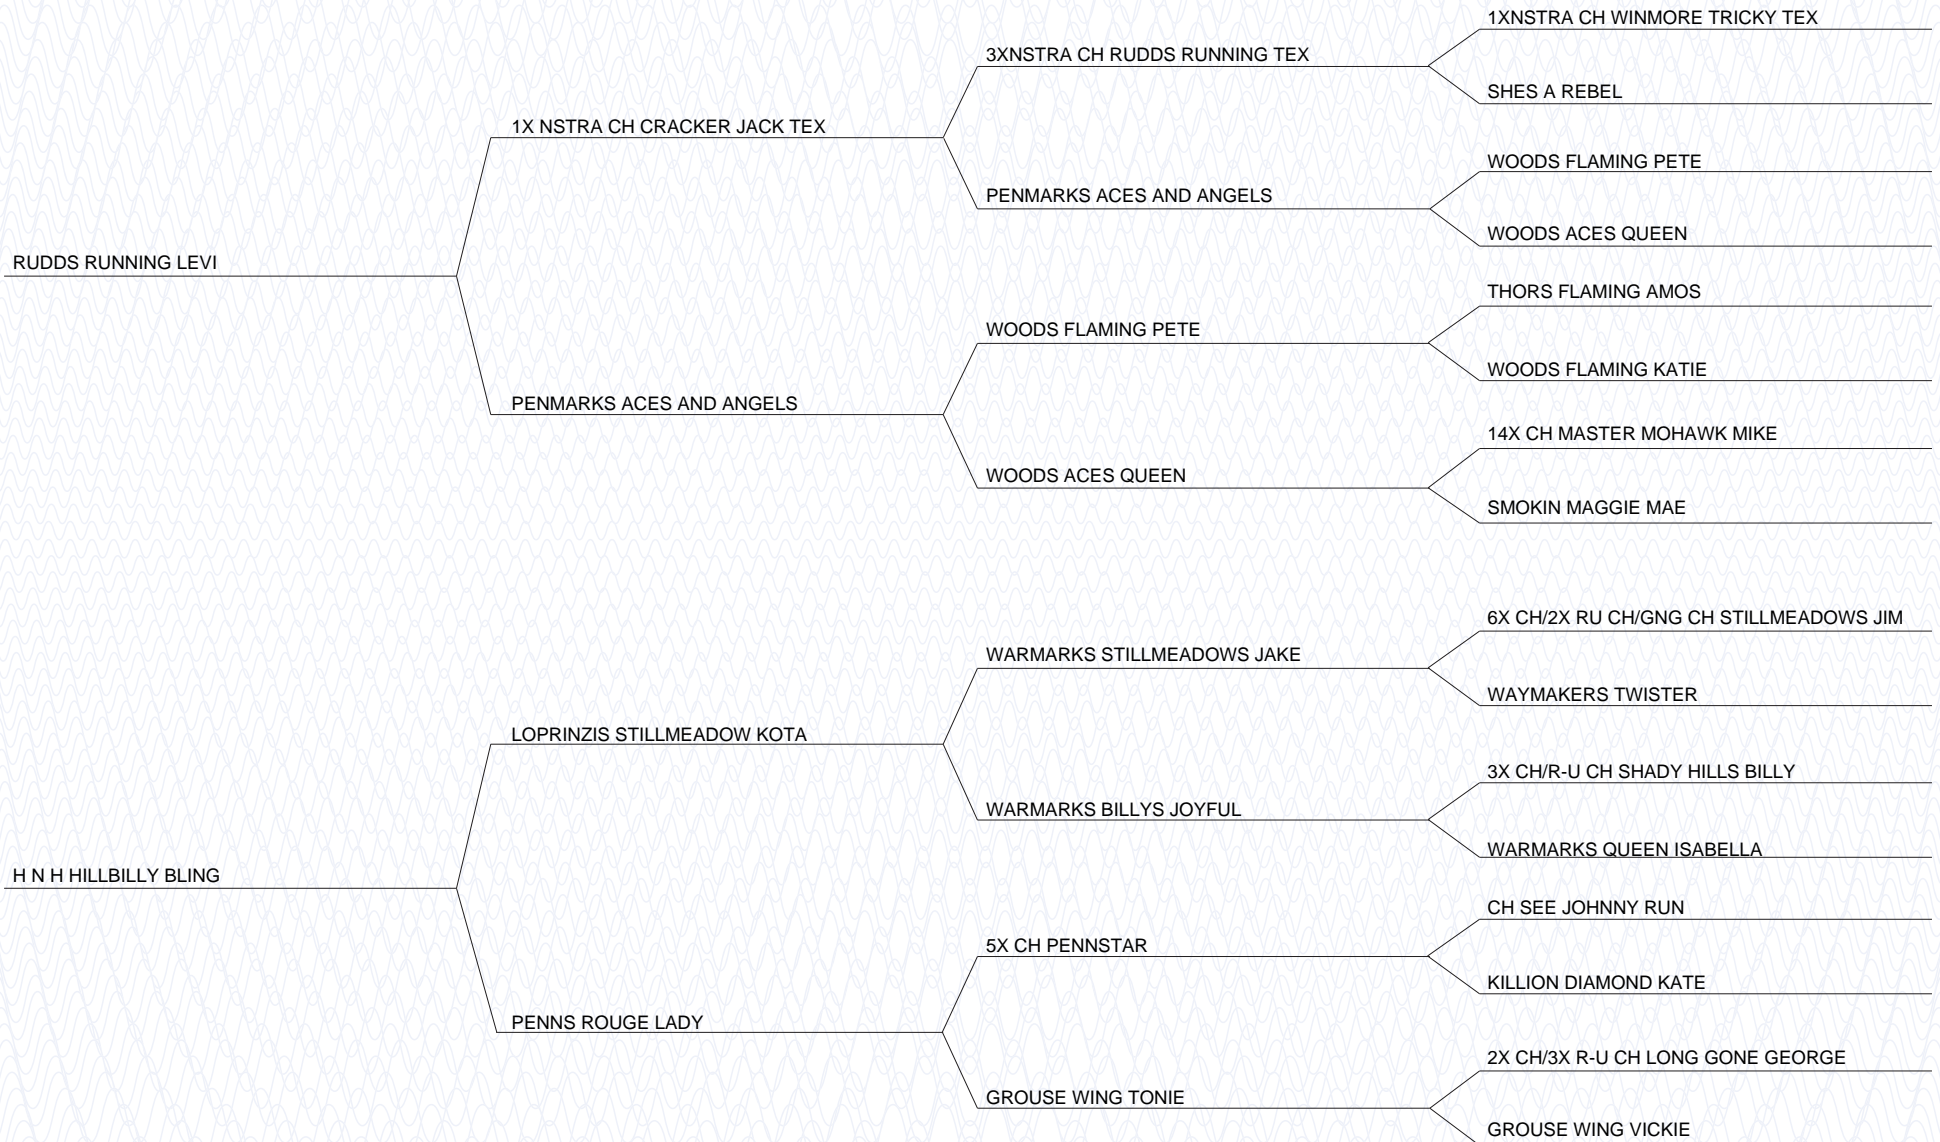 1XNSTRA CH WINMORE TRICKY TEX
3XNSTRA CH RUDDS RUNNING TEX
SHES A REBEL
1X NSTRA CH CRACKER JACK TEX
WOODS FLAMING PETE
PENMARKS ACES AND ANGELS
WOODS ACES QUEEN
RUDDS RUNNING LEVI
THORS FLAMING AMOS
WOODS FLAMING PETE
WOODS FLAMING KATIE
PENMARKS ACES AND ANGELS
14X CH MASTER MOHAWK MIKE
WOODS ACES QUEEN
SMOKIN MAGGIE MAE
6X CH/2X RU CH/GNG CH STILLMEADOWS JIM
WARMARKS STILLMEADOWS JAKE
WAYMAKERS TWISTER
LOPRINZIS STILLMEADOW KOTA
3X CH/R-U CH SHADY HILLS BILLY
WARMARKS BILLYS JOYFUL
WARMARKS QUEEN ISABELLA
H N H HILLBILLY BLING
CH SEE JOHNNY RUN
5X CH PENNSTAR
KILLION DIAMOND KATE
PENNS ROUGE LADY
2X CH/3X R-U CH LONG GONE GEORGE
GROUSE WING TONIE
GROUSE WING VICKIE